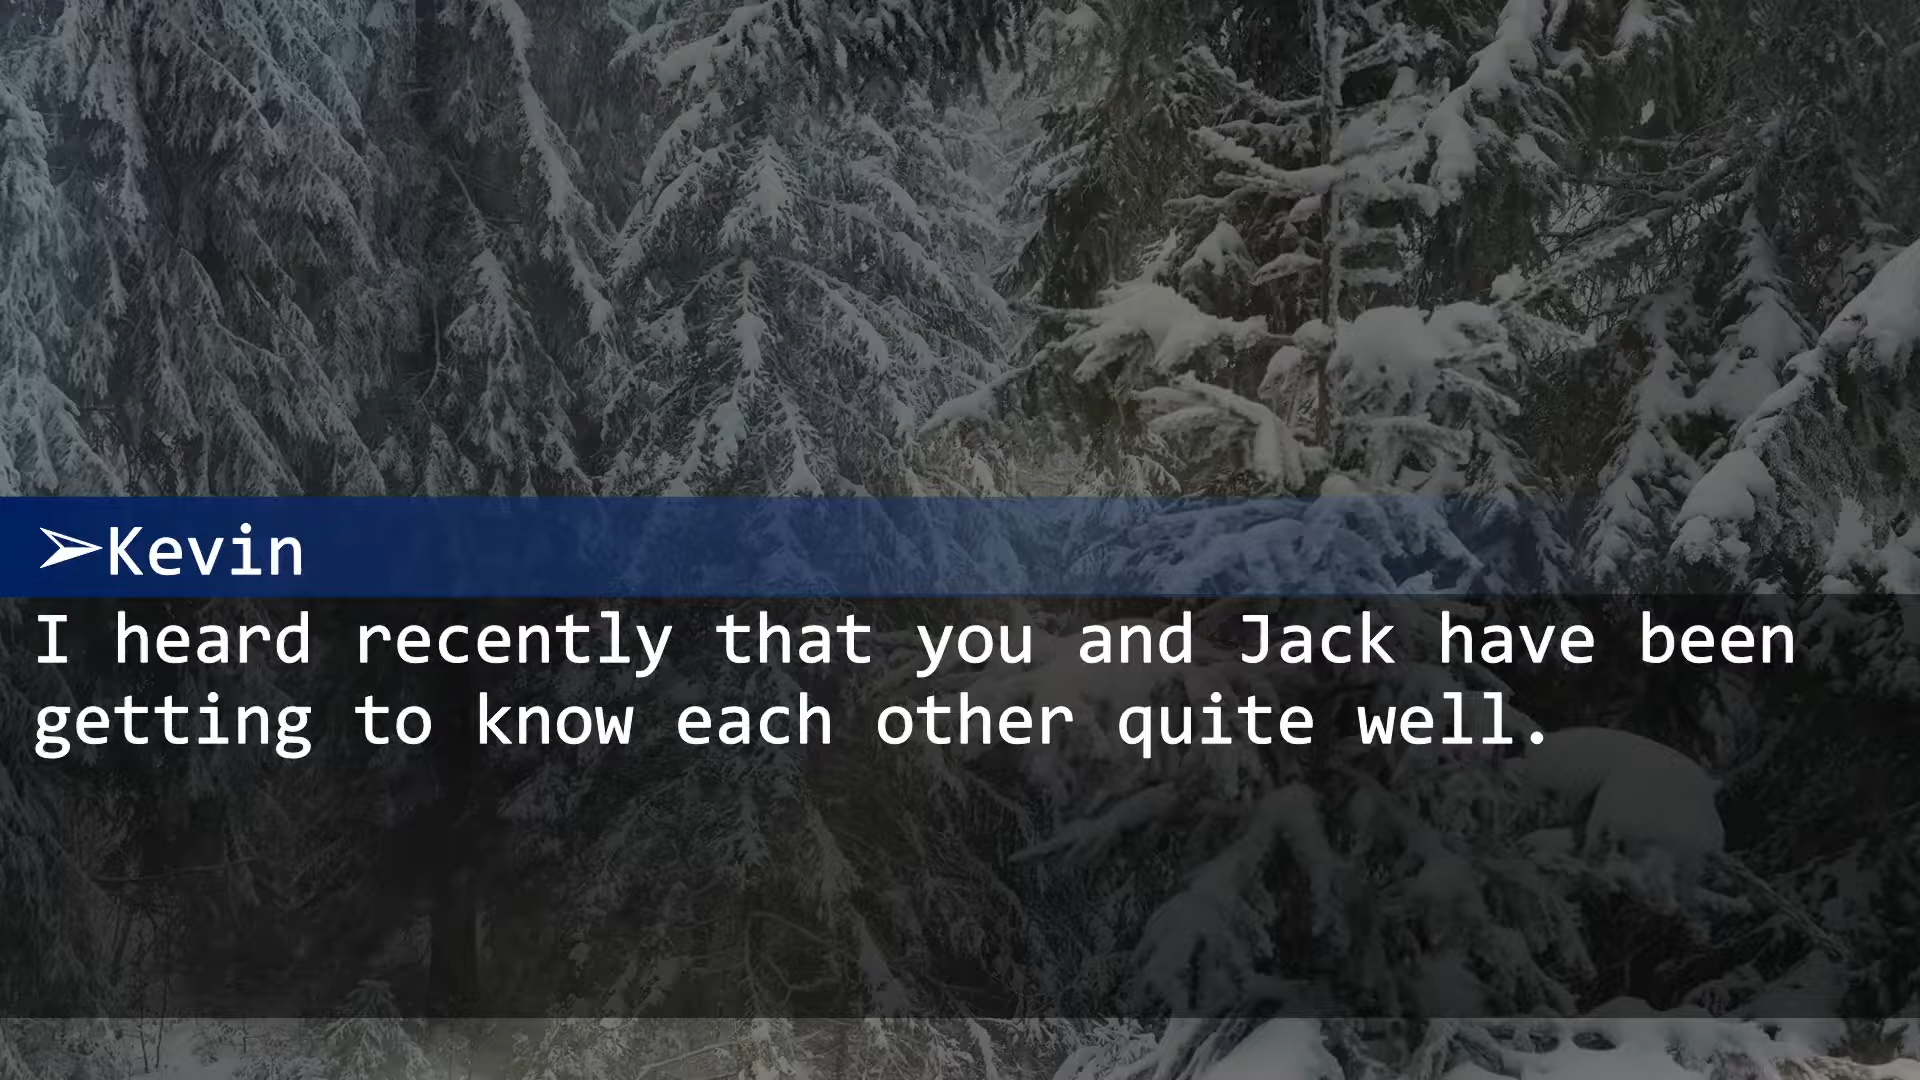 ➢Kevin
I heard recently that you and Jack have been
getting to know each other quite well.